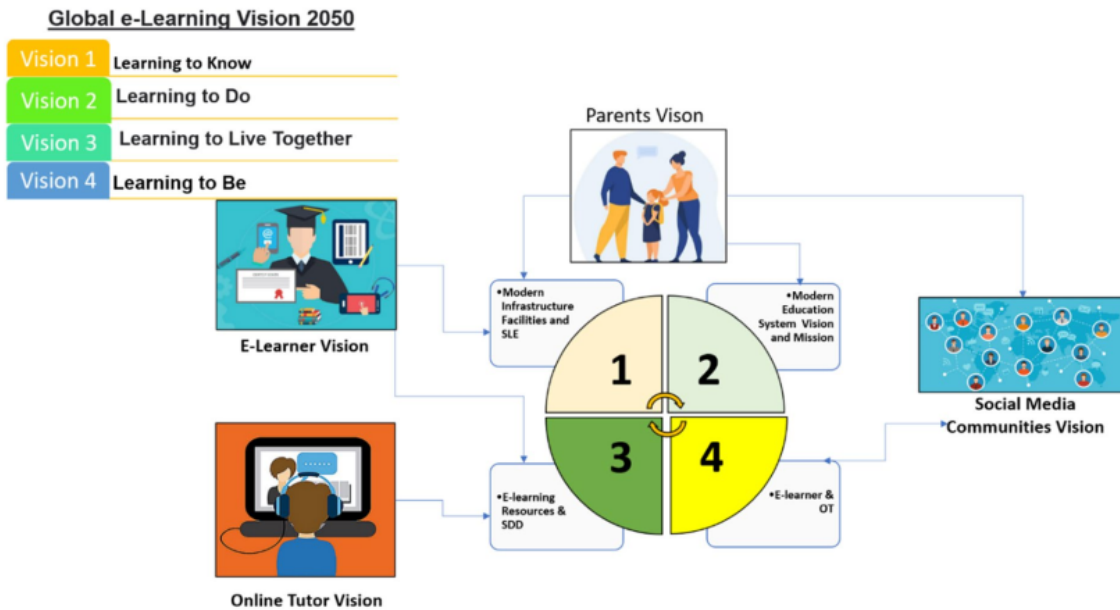 Global e-Learning Vision 2050
Vision 1
Learning to Know
Vision 2
Learning to Do
Vision 3
Learning to Live Together
Vision 4
Learning to Be
Parents Vison
E-Learner Vision
•Modern
Infrastructure
Facilities and
SLE
•Modern
Education
System Vision
and Mission
1
2
3
4
Social Media
Communities Vision
•E-learning
Resources &
SDD
•E-learner &
OT
Online Tutor Vision